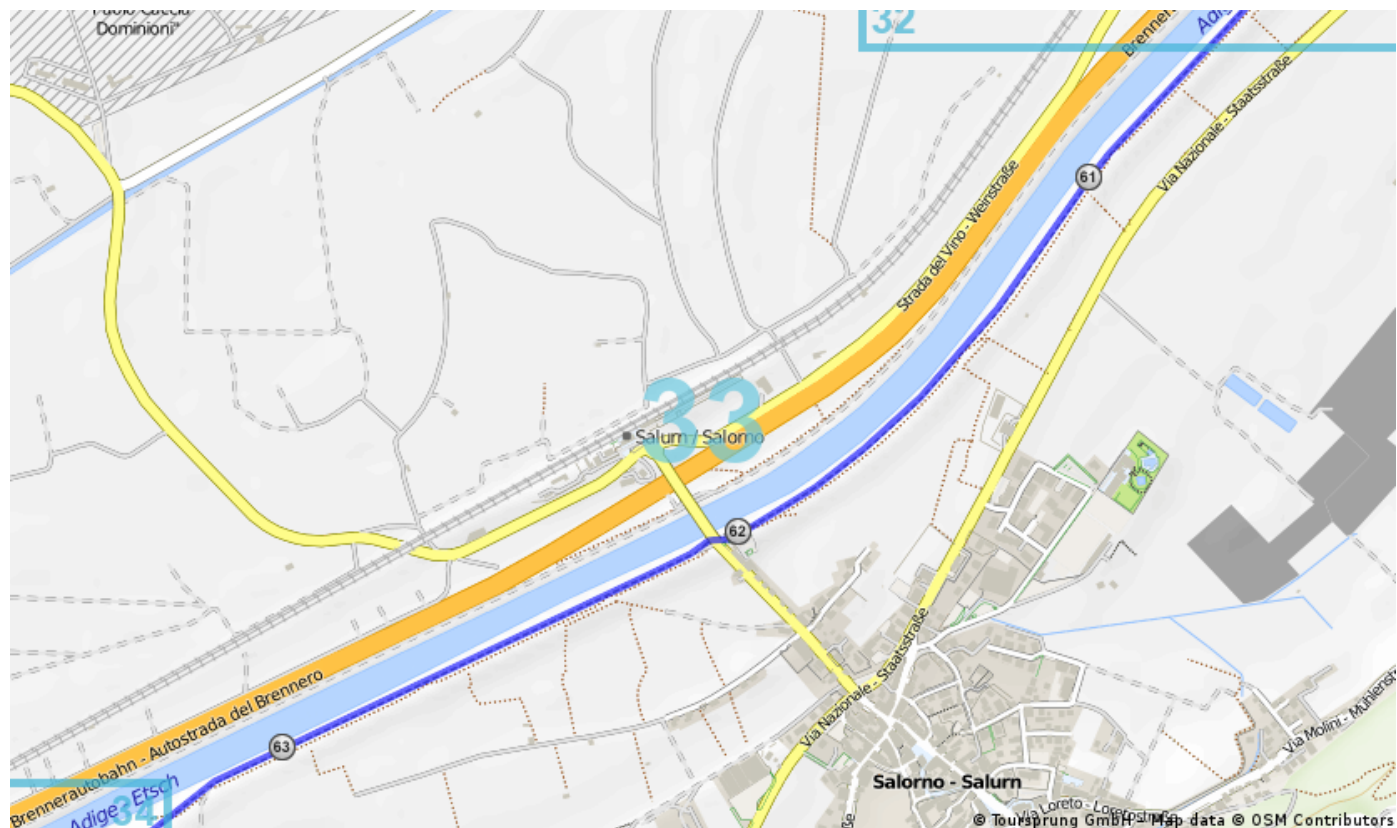 Paolo Caccia
Dominioni"
32
Brenner
Adige
Via Nazionale - Staatsstraße
61
Strada del Vino - Weinstraße
33
Salurn / Salorno
62
Via Nazionale - Staatsstraße
Brennerautobahn - Autostrada del Brennero
63
Via Molini - Mühlenstr
Salorno - Salurn
Adige - Etsch
34
Via Loreto - Loretostraße
ße
© Toursprung GmbH - Map data © OSM Contributors